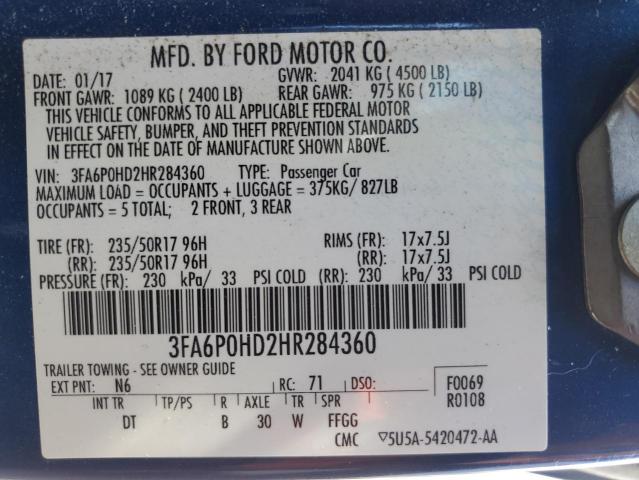 MFD. BY FORD MOTOR CO.
DATE: 01/17 GVWR: 2041 KG ( 4500 LB)
FRONT GAWR: 1089 KG ( 2400 LB) REAR GAWR: 975 KG ( 2150 LB)
THIS VEHICLE CONFORMS TO ALL APPLICABLE FEDERAL MOTOR
VEHICLE SAFETY, BUMPER, AND THEFT PREVENTION STANDARDS
IN EFFECT ON THE DATE OF MANUFACTURE SHOWN ABOVE.
VIN: 3FA6P0HD2HR284360 TYPE: Passenger Car
MAXIMUM LOAD = OCCUPANTS + LUGGAGE = 375KG/ 827LB
OCCUPANTS = 5 TOTAL; 2 FRONT, 3 REAR
TIRE (FR): 235/50R17 96H RIMS (FR): 17x7.5J
(RR): 235/50R17 96H (RR): 17x7.5J
PRESSURE (FR): 230 kPa/ 33 PSI COLD (RR): 230 kPa/ 33 PSI COLD
3FA6P0HD2HR284360
TRAILER TOWING - SEE OWNER GUIDE
EXT PNT: N6 RC: 71 DSO: F0069
INT TR TP/PS R AXLE TR SPR R0108
DT B 30 W FFGG
CMC ▽5U5A-5420472-AA